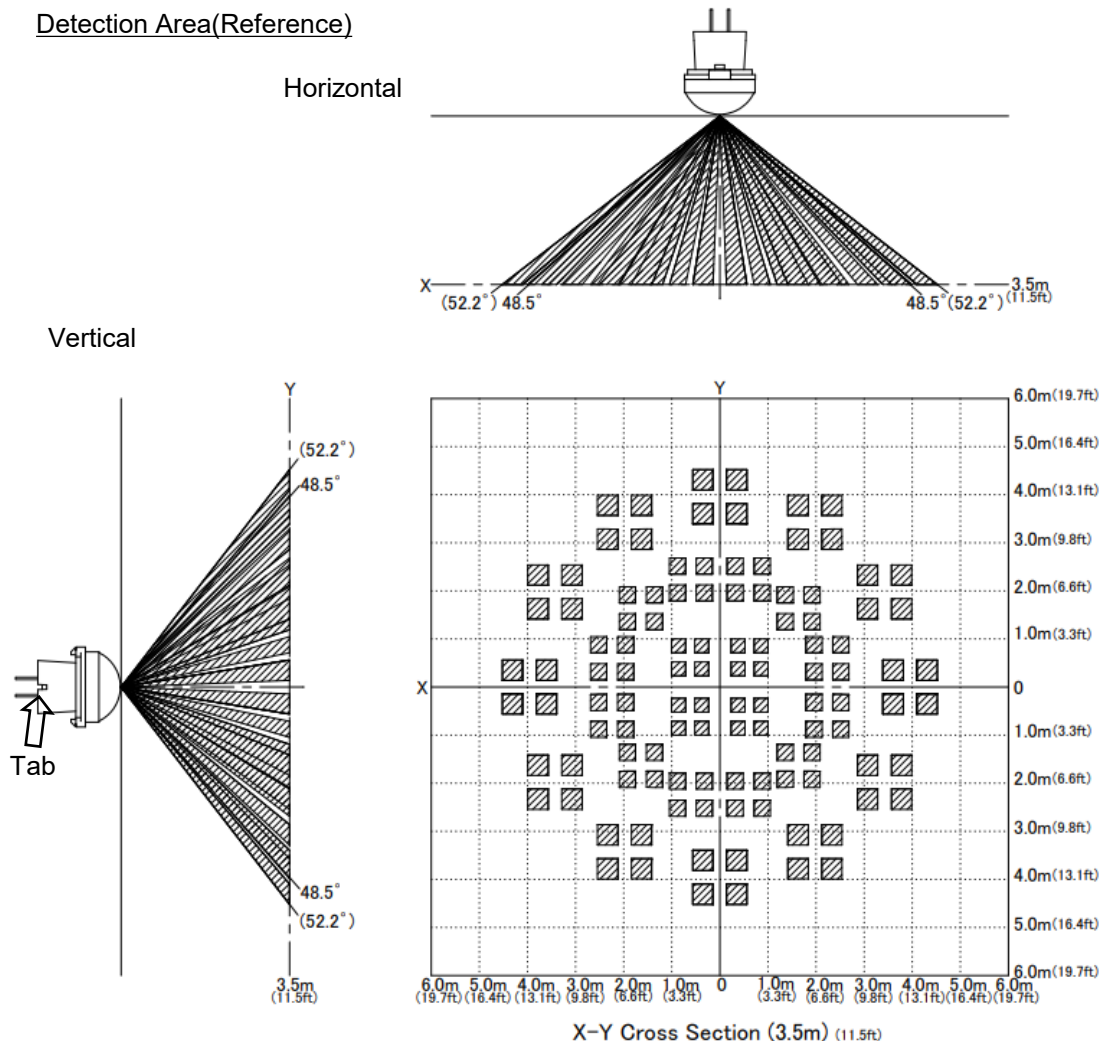 Detection Area(Reference)
Horizontal
X
3.5m
(11.5ft)
(52.2°) 48.5°
48.5°(52.2°)
Vertical
Y
(52.2°)
48.5°
Tab
48.5°
(52.2°)
3.5m
(11.5ft)
Y
6.0m(19.7ft)
5.0m(16.4ft)
4.0m(13.1ft)
3.0m(9.8ft)
2.0m(6.6ft)
1.0m(3.3ft)
X
0
1.0m(3.3ft)
2.0m(6.6ft)
3.0m(9.8ft)
4.0m(13.1ft)
5.0m(16.4ft)
6.0m(19.7ft)
6.0m 5.0m 4.0m 3.0m 2.0m 1.0m 0 1.0m 2.0m 3.0m 4.0m 5.0m 6.0m
(19.7ft) (16.4ft) (13.1ft) (9.8ft) (6.6ft) (3.3ft) (3.3ft) (6.6ft) (9.8ft) (13.1ft) (16.4ft) (19.7ft)
X-Y Cross Section (3.5m) (11.5ft)